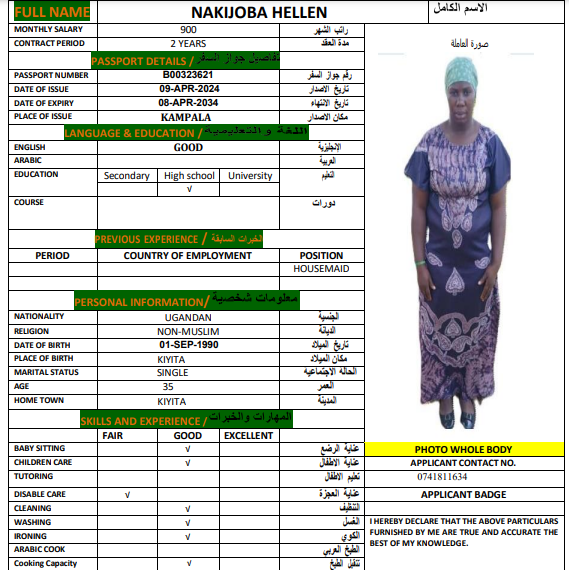 FULL NAME NAKIJOBA HELLEN الاسم الكامل
MONTHLY SALARY 900 راتب الشهر
CONTRACT PERIOD 2 YEARS مدة العقد
صورة العاملة
PASSPORT DETAILS / تفاصيل جواز السفر
PASSPORT NUMBER B00323621 رقم جواز السفر
DATE OF ISSUE 09-APR-2024 تاريخ الاصدار
DATE OF EXPIRY 08-APR-2034 تاريخ الانتهاء
PLACE OF ISSUE KAMPALA مكان الاصدار
LANGUAGE & EDUCATION / اللغة و التعليمية
ENGLISH GOOD الإنجليزية
ARABIC العربية
EDUCATION Secondary High school University التعليم
√
COURSE دورات
PREVIOUS EXPERIENCE / الخبرات السابقة
PERIOD COUNTRY OF EMPLOYMENT POSITION
HOUSEMAID
PERSONAL INFORMATION/ معلومات شخصية
NATIONALITY UGANDAN الجنسية
RELIGION NON-MUSLIM الديانة
DATE OF BIRTH 01-SEP-1990 تاريخ الميلاد
PLACE OF BIRTH KIYITA مكان الميلاد
MARITAL STATUS SINGLE الحالة الاجتماعية
AGE 35 العمر
HOME TOWN KIYITA المدينة
SKILLS AND EXPERIENCE / المهارات والخبرات
FAIR GOOD EXCELLENT
BABY SITTING √ عناية الرضع
PHOTO WHOLE BODY
CHILDREN CARE √ عناية الاطفال
APPLICANT CONTACT NO.
TUTORING تعليم الاطفال
0741811634
DISABLE CARE √ عناية العجزة
APPLICANT BADGE
CLEANING √ التنظيف
WASHING √ الغسل
IRONING √ الكوي
ARABIC COOK الطبخ العربي
Cooking Capacity √ الطبخ
I HEREBY DECLARE THAT THE ABOVE PARTICULARS
FURNISHED BY ME ARE TRUE AND ACCURATE THE
BEST OF MY KNOWLEDGE.